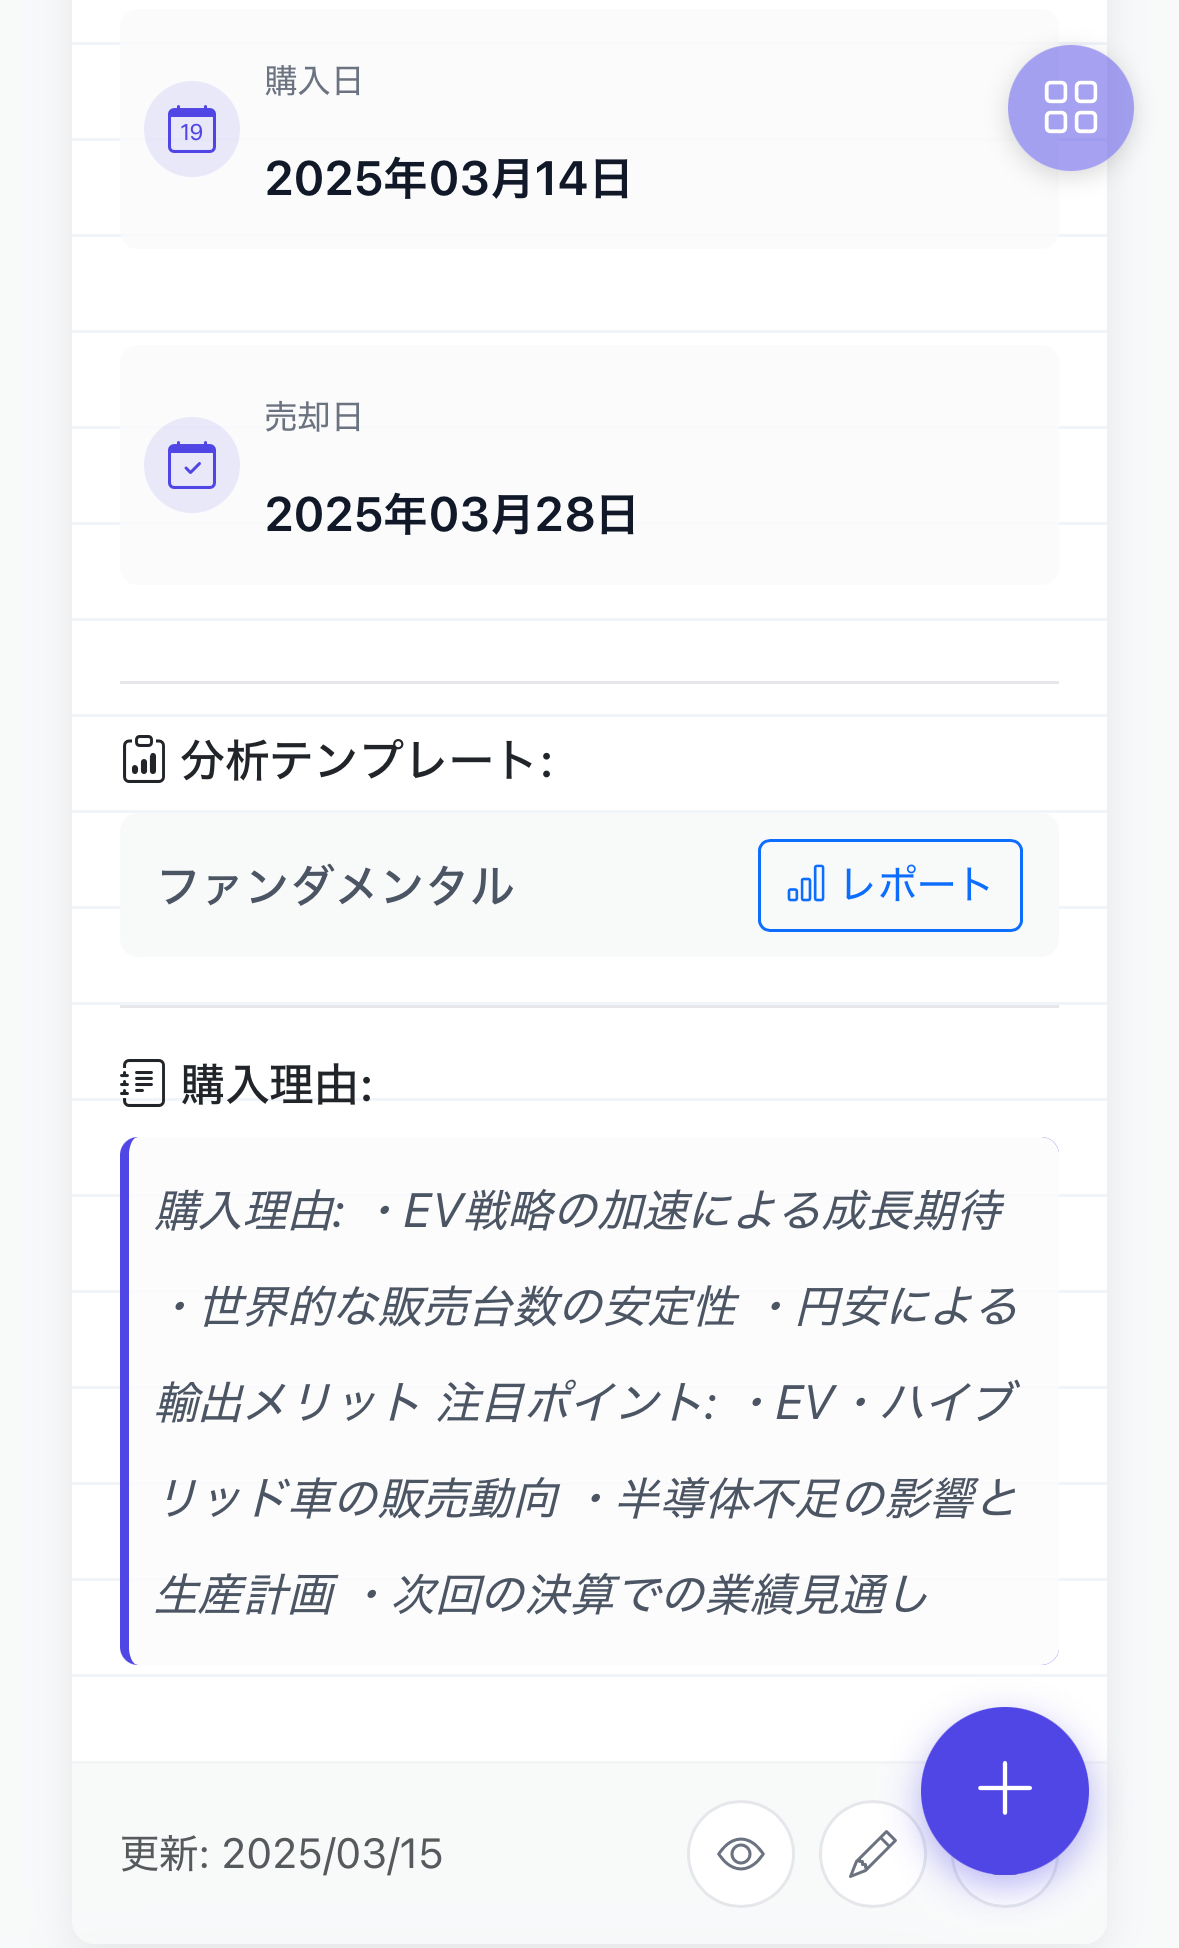 購入日
19
2025年03月14日
売却日
2025年03月28日
分析テンプレート:
ファンダメンタル
レポート
購入理由:
購入理由: ・EV戦略の加速による成長期待
・世界的な販売台数の安定性 ・円安による
輸出メリット 注目ポイント: ・EV・ハイブ
リッド車の販売動向 ・半導体不足の影響と
生産計画 ・次回の決算での業績見通し
更新: 2025/03/15